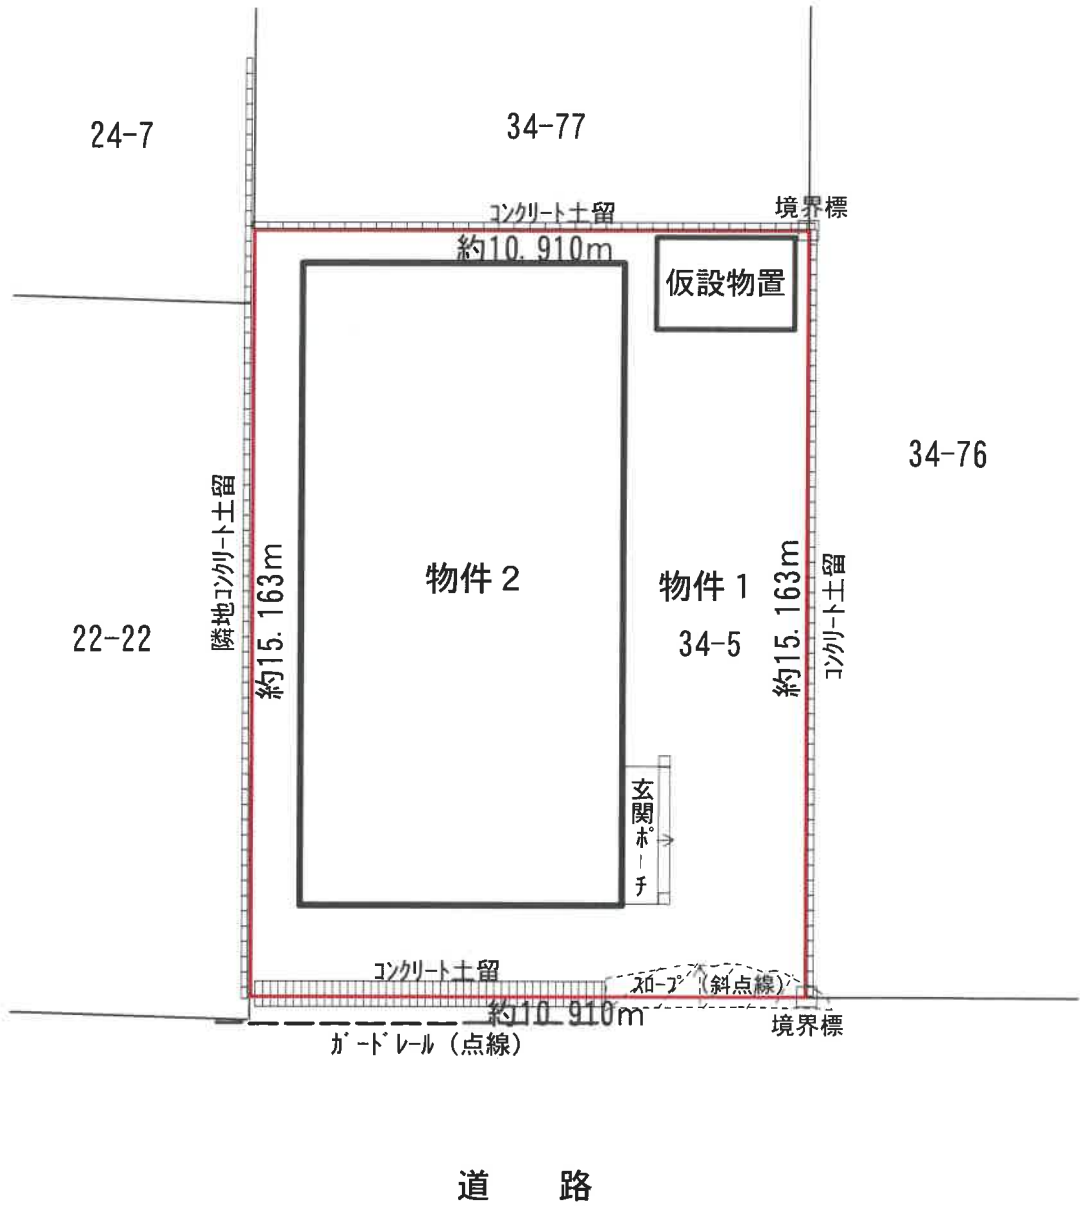 24-7
34-77
コンクリート土留
境界標
約10.910m
仮設物置
34-76
隣地コンクリート土留
約15.163m
物件2
物件1
34-5
約15.163m
コンクリート土留
22-22
玄関ポーチ
コンクリート土留
スロープ（斜点線）
約10.910m
境界標
ガードレール（点線）
道路